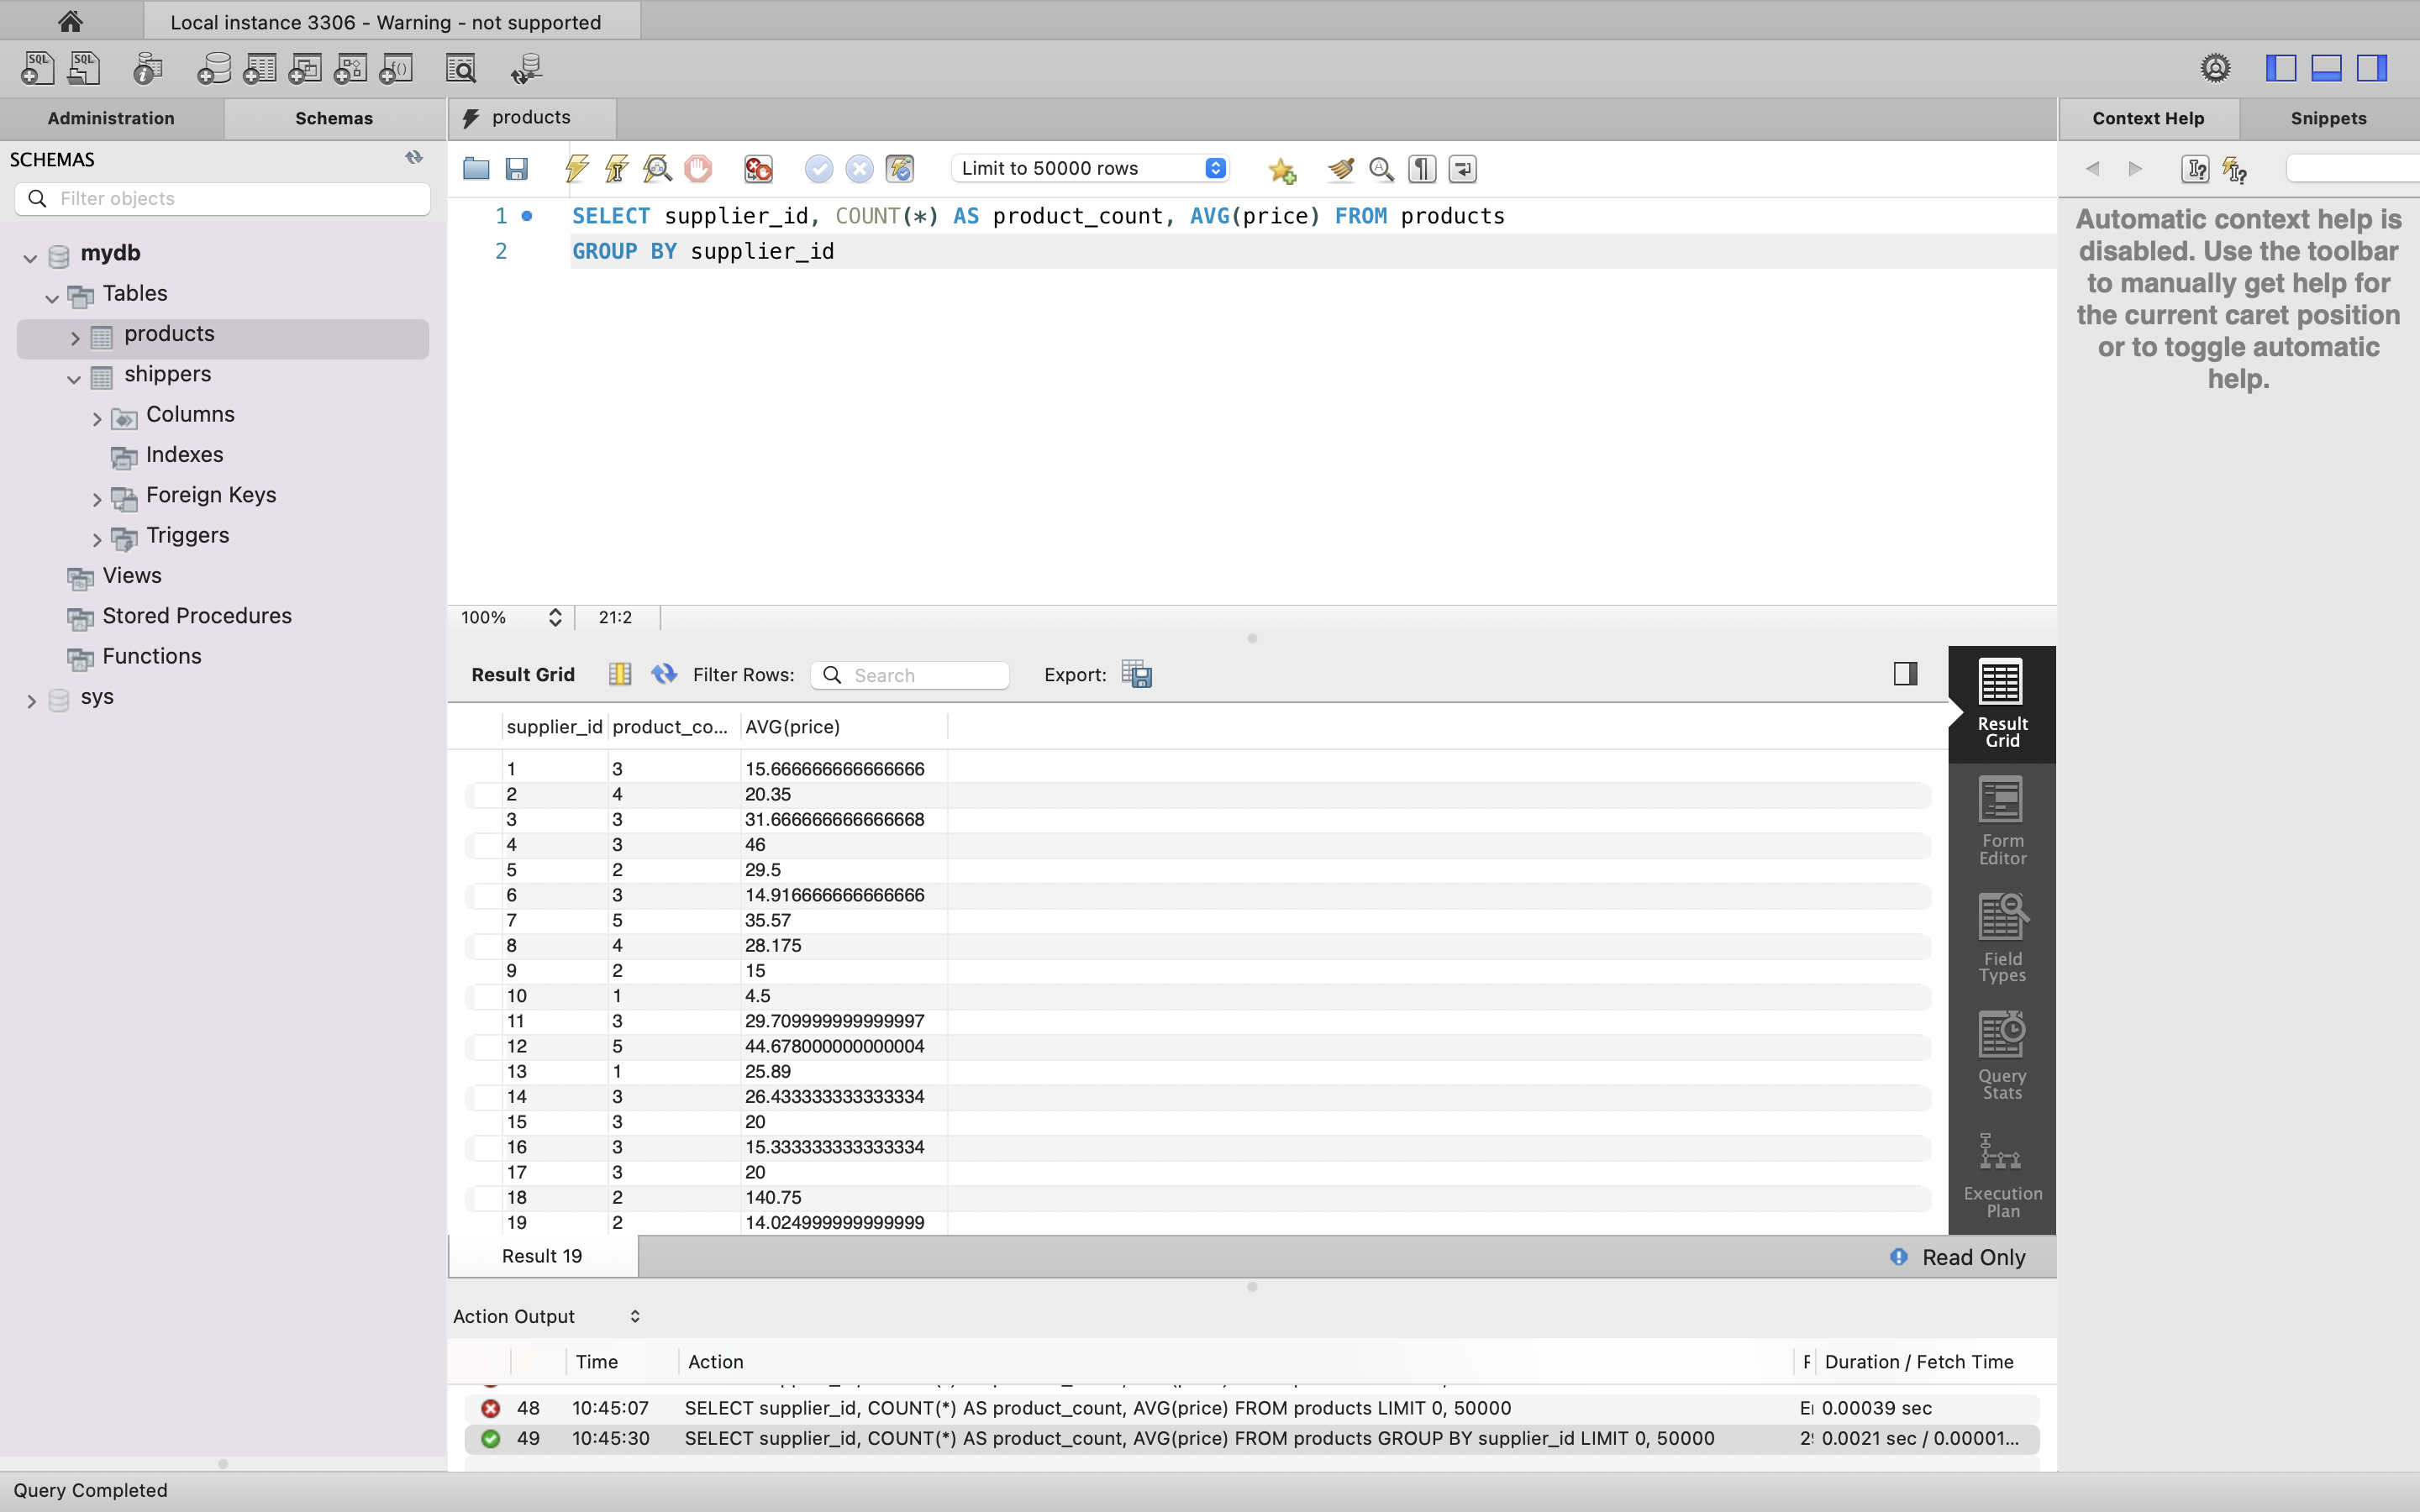 Local instance 3306 - Warning - not supported
Administration
Schemas
products
Context Help
Snippets
SCHEMAS
Filter objects
Limit to 50000 rows
mydb
Tables
products
shippers
Columns
Indexes
Foreign Keys
Triggers
Views
Stored Procedures
Functions
sys
1 SELECT supplier_id, COUNT(*) AS product_count, AVG(price) FROM products
2 GROUP BY supplier_id
Automatic context help is
disabled. Use the toolbar
to manually get help for
the current caret position
or to toggle automatic
help.
100% 21:2
Result Grid Filter Rows: Search Export:
supplier_id product_co... AVG(price)
1 3 15.666666666666666
2 4 20.35
3 3 31.666666666666668
4 3 46
5 2 29.5
6 3 14.916666666666666
7 5 35.57
8 4 28.175
9 2 15
10 1 4.5
11 3 29.709999999999997
12 5 44.678000000000004
13 1 25.89
14 3 26.433333333333334
15 3 20
16 3 15.333333333333334
17 3 20
18 2 140.75
19 2 14.024999999999999
Result
Grid
Form
Editor
Field
Types
Query
Stats
Execution
Plan
Result 19
Read Only
Action Output
Time Action Duration / Fetch Time
48 10:45:07 SELECT supplier_id, COUNT(*) AS product_count, AVG(price) FROM products LIMIT 0, 50000 0.00039 sec
49 10:45:30 SELECT supplier_id, COUNT(*) AS product_count, AVG(price) FROM products GROUP BY supplier_id LIMIT 0, 50000 0.0021 sec / 0.00001...
Query Completed